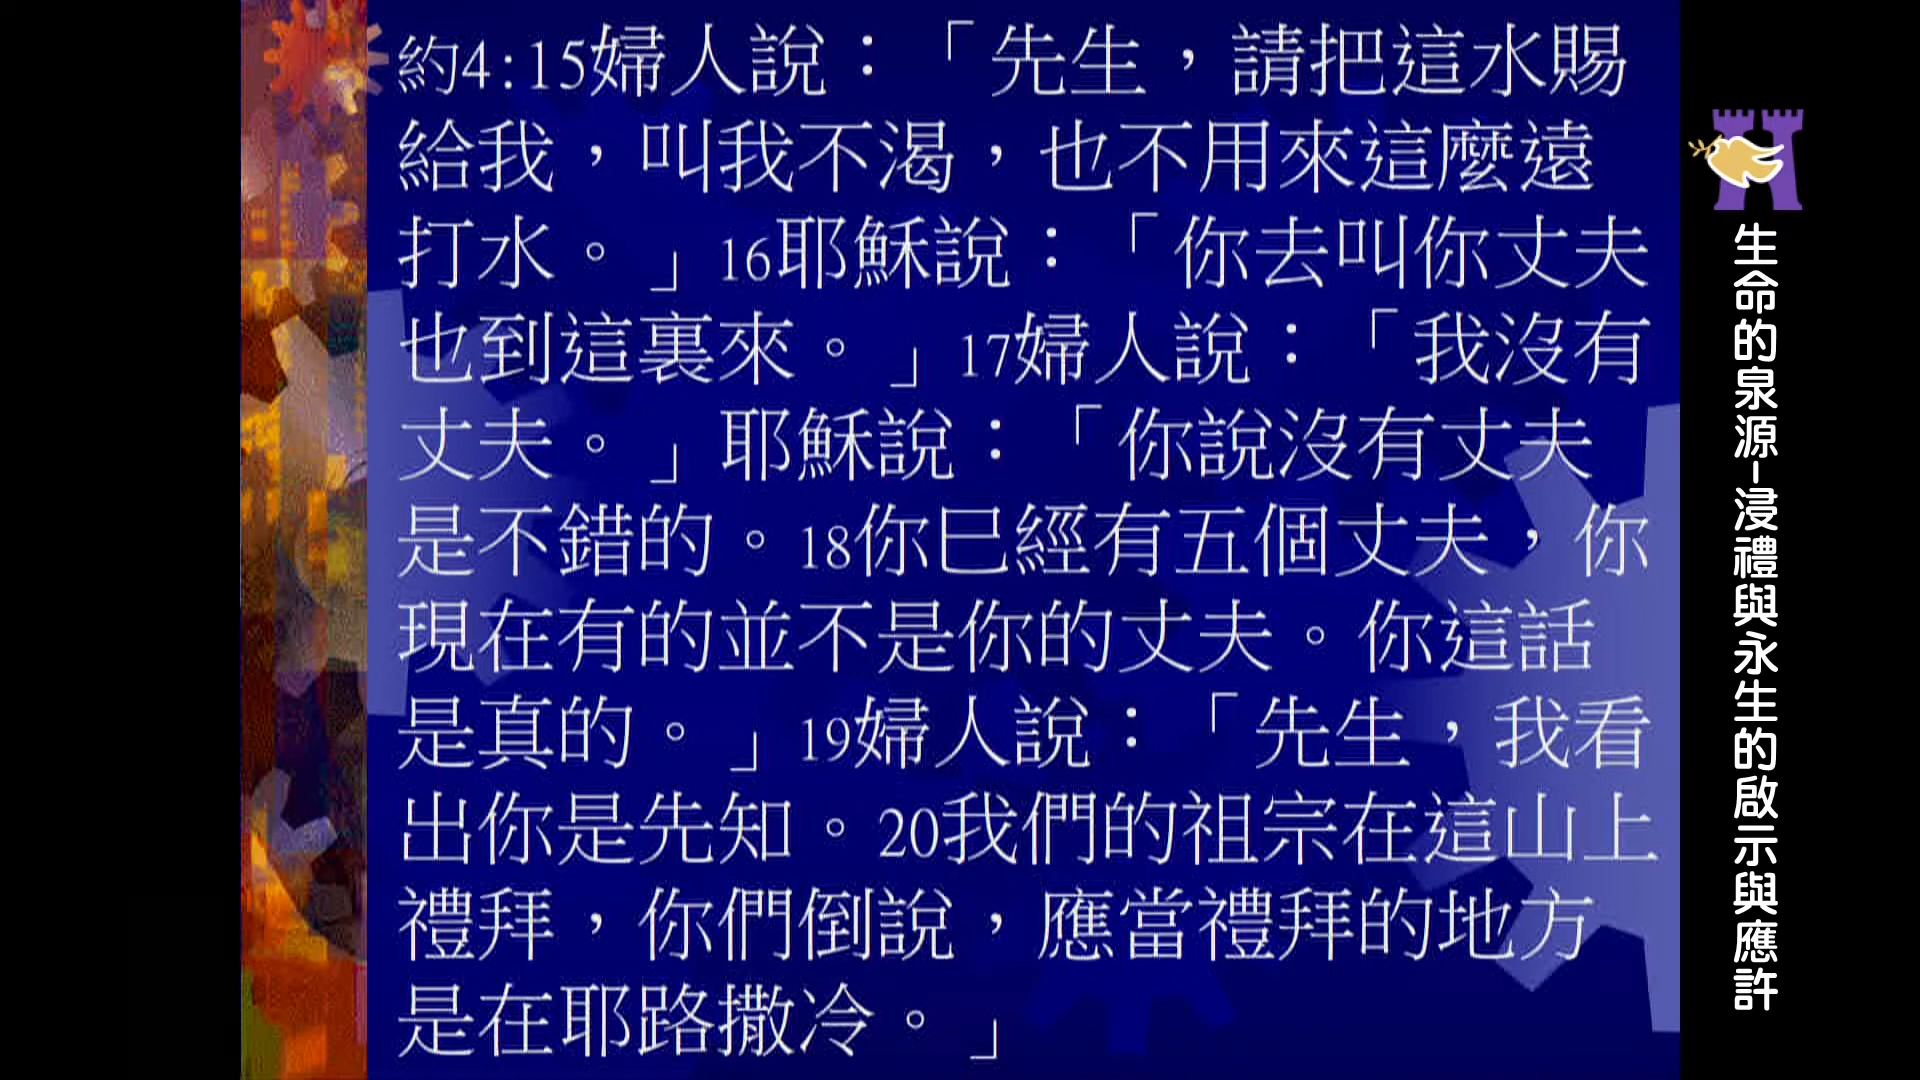 約4:15婦人說：「先生，請把這水賜
給我，叫我不渴，也不用來這麼遠
打水。」16耶穌說：「你去叫你丈夫
也到這裏來。」17婦人說：「我沒有
丈夫。」耶穌說：「你說沒有丈夫
是不錯的。18你已經有五個丈夫，你
現在有的並不是你的丈夫。你這話
是真的。」19婦人說：「先生，我看
出你是先知。20我們的祖宗在這山上
禮拜，你們倒說，應當禮拜的地方
是在耶路撒冷。」
生命的泉源-浸禮與永生的啟示與應許